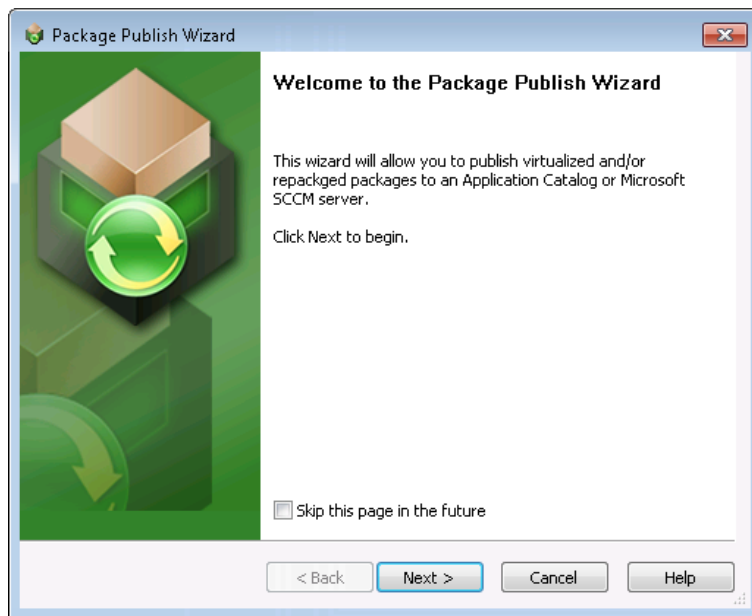 Package Publish Wizard
Welcome to the Package Publish Wizard
This wizard will allow you to publish virtualized and/or
repackged packages to an Application Catalog or Microsoft
SCCM server.
Click Next to begin.
Skip this page in the future
< Back
Next >
Cancel
Help